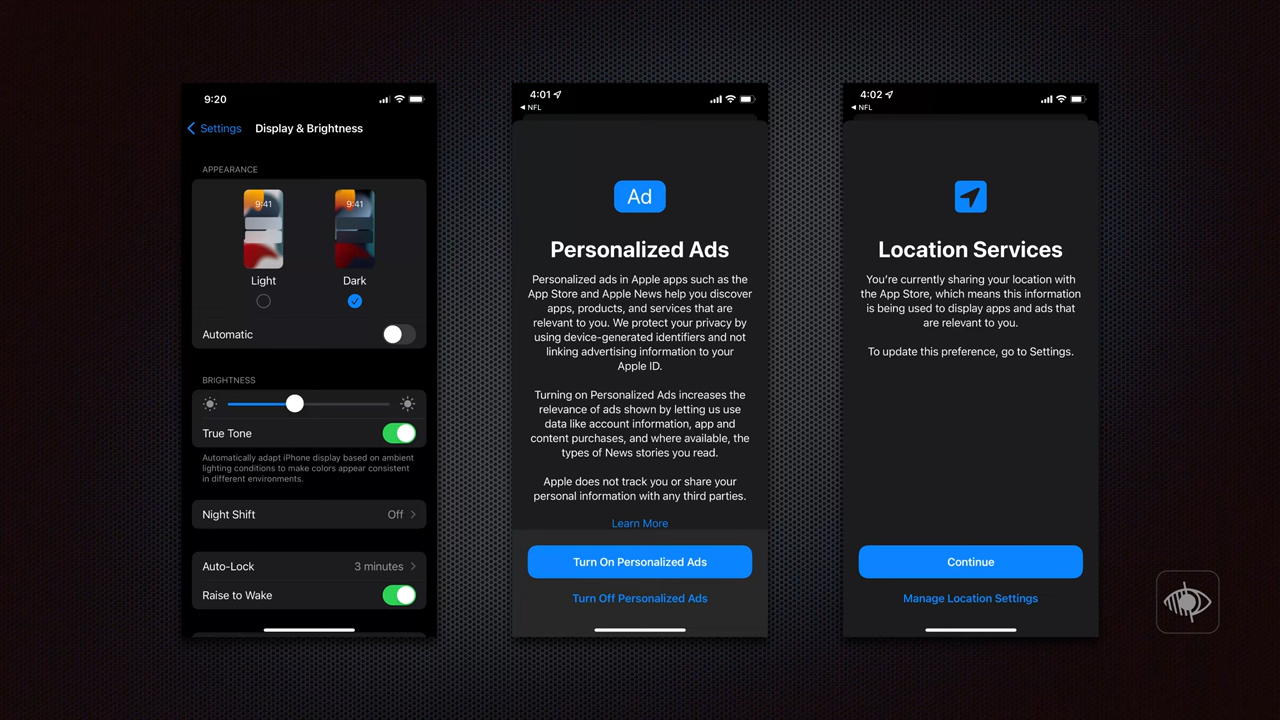 9:20
Settings
Display & Brightness
APPEARANCE
9:41
9:41
Light
Dark
Automatic
BRIGHTNESS
True Tone
Automatically adapt iPhone display based on ambient
lighting conditions to make colors appear consistent
in different environments.
Night Shift
Off
Auto-Lock
3 minutes
Raise to Wake
4:01
NFL
Ad
Personalized Ads
Personalized ads in Apple apps such as the
App Store and Apple News help you discover
apps, products, and services that are
relevant to you. We protect your privacy by
using device-generated identifiers and not
linking advertising information to your
Apple ID.
Turning on Personalized Ads increases the
relevance of ads shown by letting us use
data like account information, app and
content purchases, and where available, the
types of News stories you read.
Apple does not track you or share your
personal information with any third parties.
Learn More
Turn On Personalized Ads
Turn Off Personalized Ads
4:02
NFL
Location Services
You're currently sharing your location with
the App Store, which means this information
is being used to display apps and ads that
are relevant to you.
To update this preference, go to Settings.
Continue
Manage Location Settings